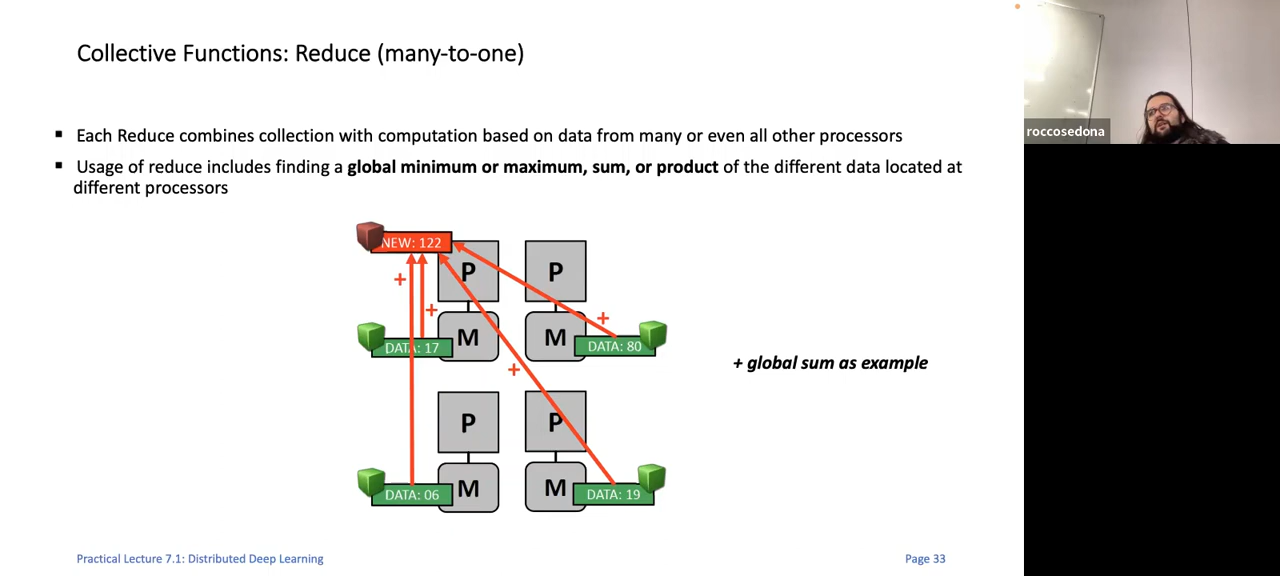 Collective Functions: Reduce (many-to-one)
roccosedona
▪ Each Reduce combines collection with computation based on data from many or even all other processors
▪ Usage of reduce includes finding a global minimum or maximum, sum, or product of the different data located at
different processors
NEW: 122
P
P
+
+
+
M
M
DATA: 17
DATA: 80
+ global sum as example
+
P
P
M
M
DATA: 06
DATA: 19
Practical Lecture 7.1: Distributed Deep Learning
Page 33